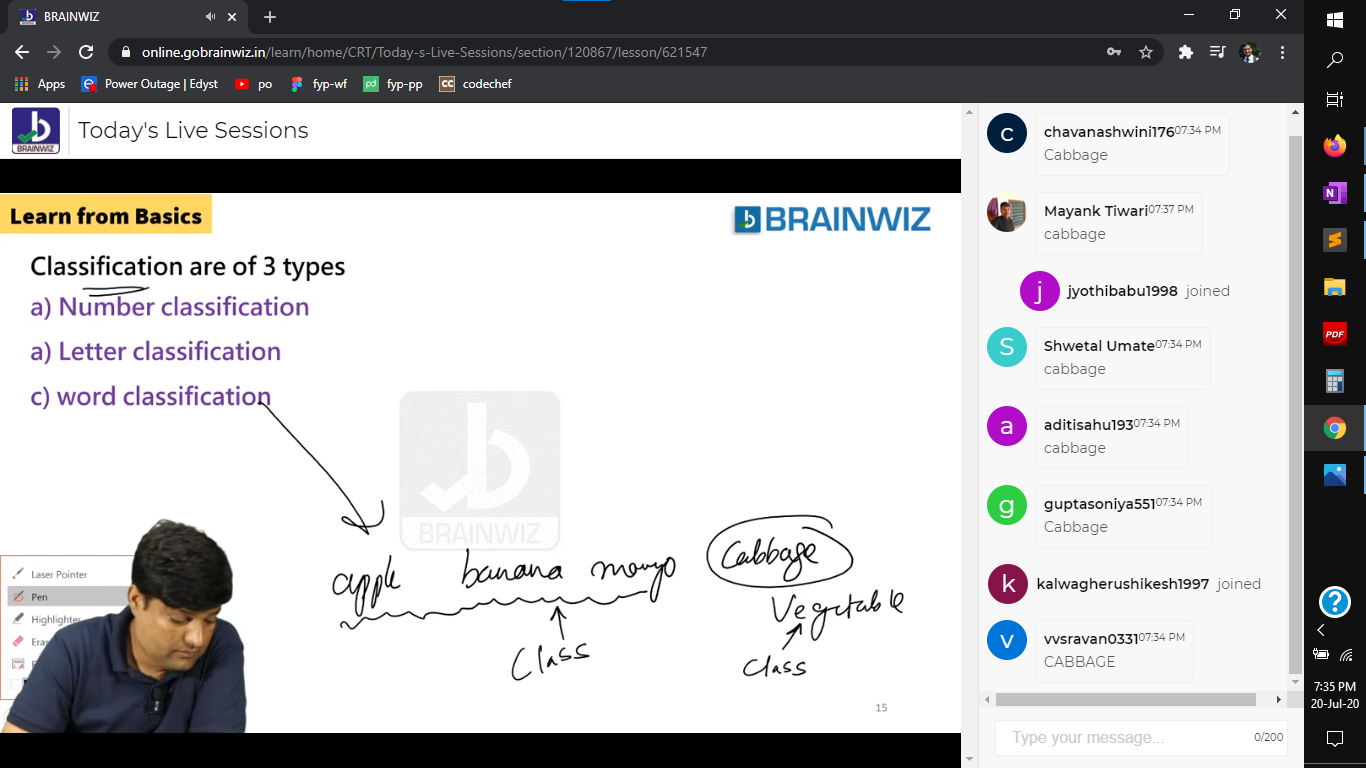 BRAINWIZ
online.gobrainwiz.in/learn/home/CRT/Today-s-Live-Sessions/section/120867/lesson/621547
Apps
Power Outage | Edyst
po
fyp-wf
fyp-pp
CC
codechef
BRAINWIZ
Today's Live Sessions
Learn from Basics
BRAINWIZ
Classification are of 3 types
a) Number classification
a) Letter classification
c) word classification
BRAINWIZ
apple banana mango Cabbage
Vegetable
Class
Class
Laser Pointer
Pen
Highlighter
15
c
chavanashwini176 07:34 PM
Cabbage
Mayank Tiwari 07:37 PM
cabbage
j
jyothibabu1998 joined
S
Shwetal Umate 07:34 PM
cabbage
a
aditisahu193 07:34 PM
cabbage
g
guptasoniya551 07:34 PM
Cabbage
k
kalwagherushikesh1997 joined
v
vvsravan0331 07:34 PM
CABBAGE
Type your message...
0/200
N
PDF
?
7:35 PM
20-Jul-20